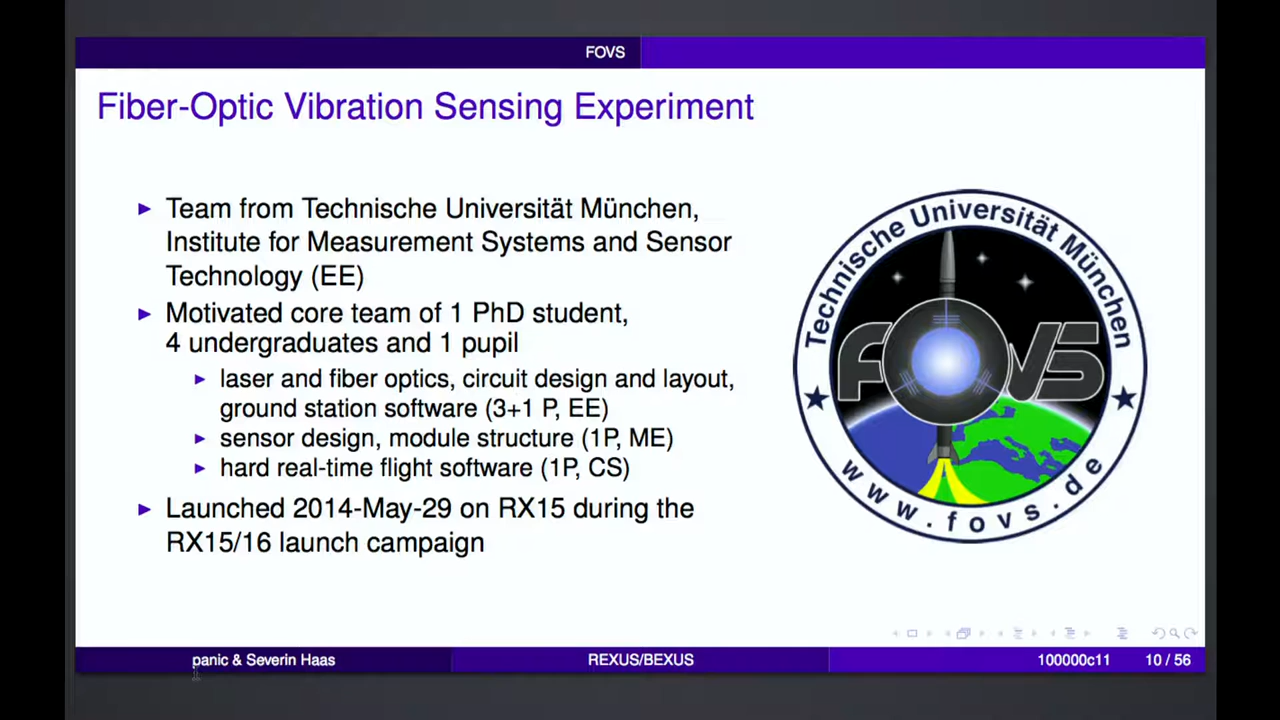 FOVS
Fiber-Optic Vibration Sensing Experiment
Team from Technische Universität München,
Institute for Measurement Systems and Sensor
Technology (EE)
Motivated core team of 1 PhD student,
4 undergraduates and 1 pupil
laser and fiber optics, circuit design and layout,
ground station software (3+1 P, EE)
sensor design, module structure (1P, ME)
hard real-time flight software (1P, CS)
Launched 2014-May-29 on RX15 during the
RX15/16 launch campaign
Technische Universität München
FOVS
www.fovs.de
panic & Severin Haas
REXUS/BEXUS
100000c11
10 / 56